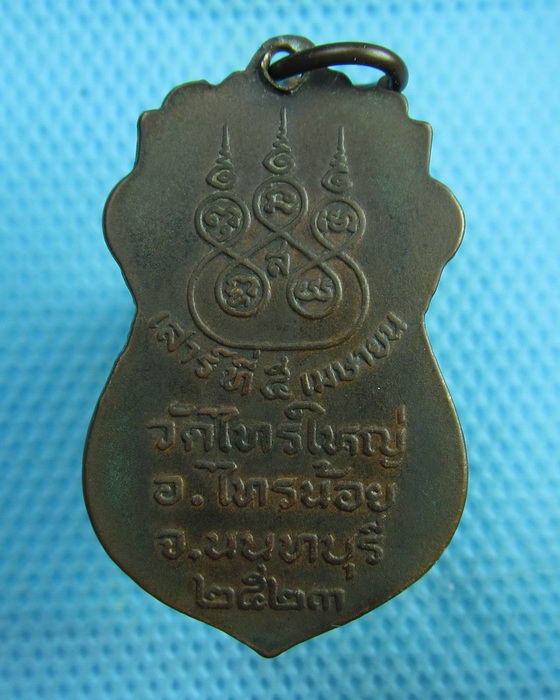 ส
เสาร์ที่ ๕ เมษายน
วัดไทรใหญ่
อ.ไทรน้อย
จ.นนทบุรี
๒๕๒๓